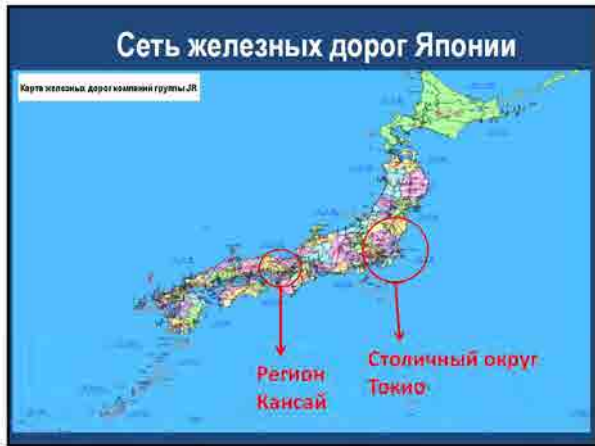 Сеть железных дорог Японии
Карта железных дорог компаний группы JR
Регион
Кансай
Столичный округ
Токио